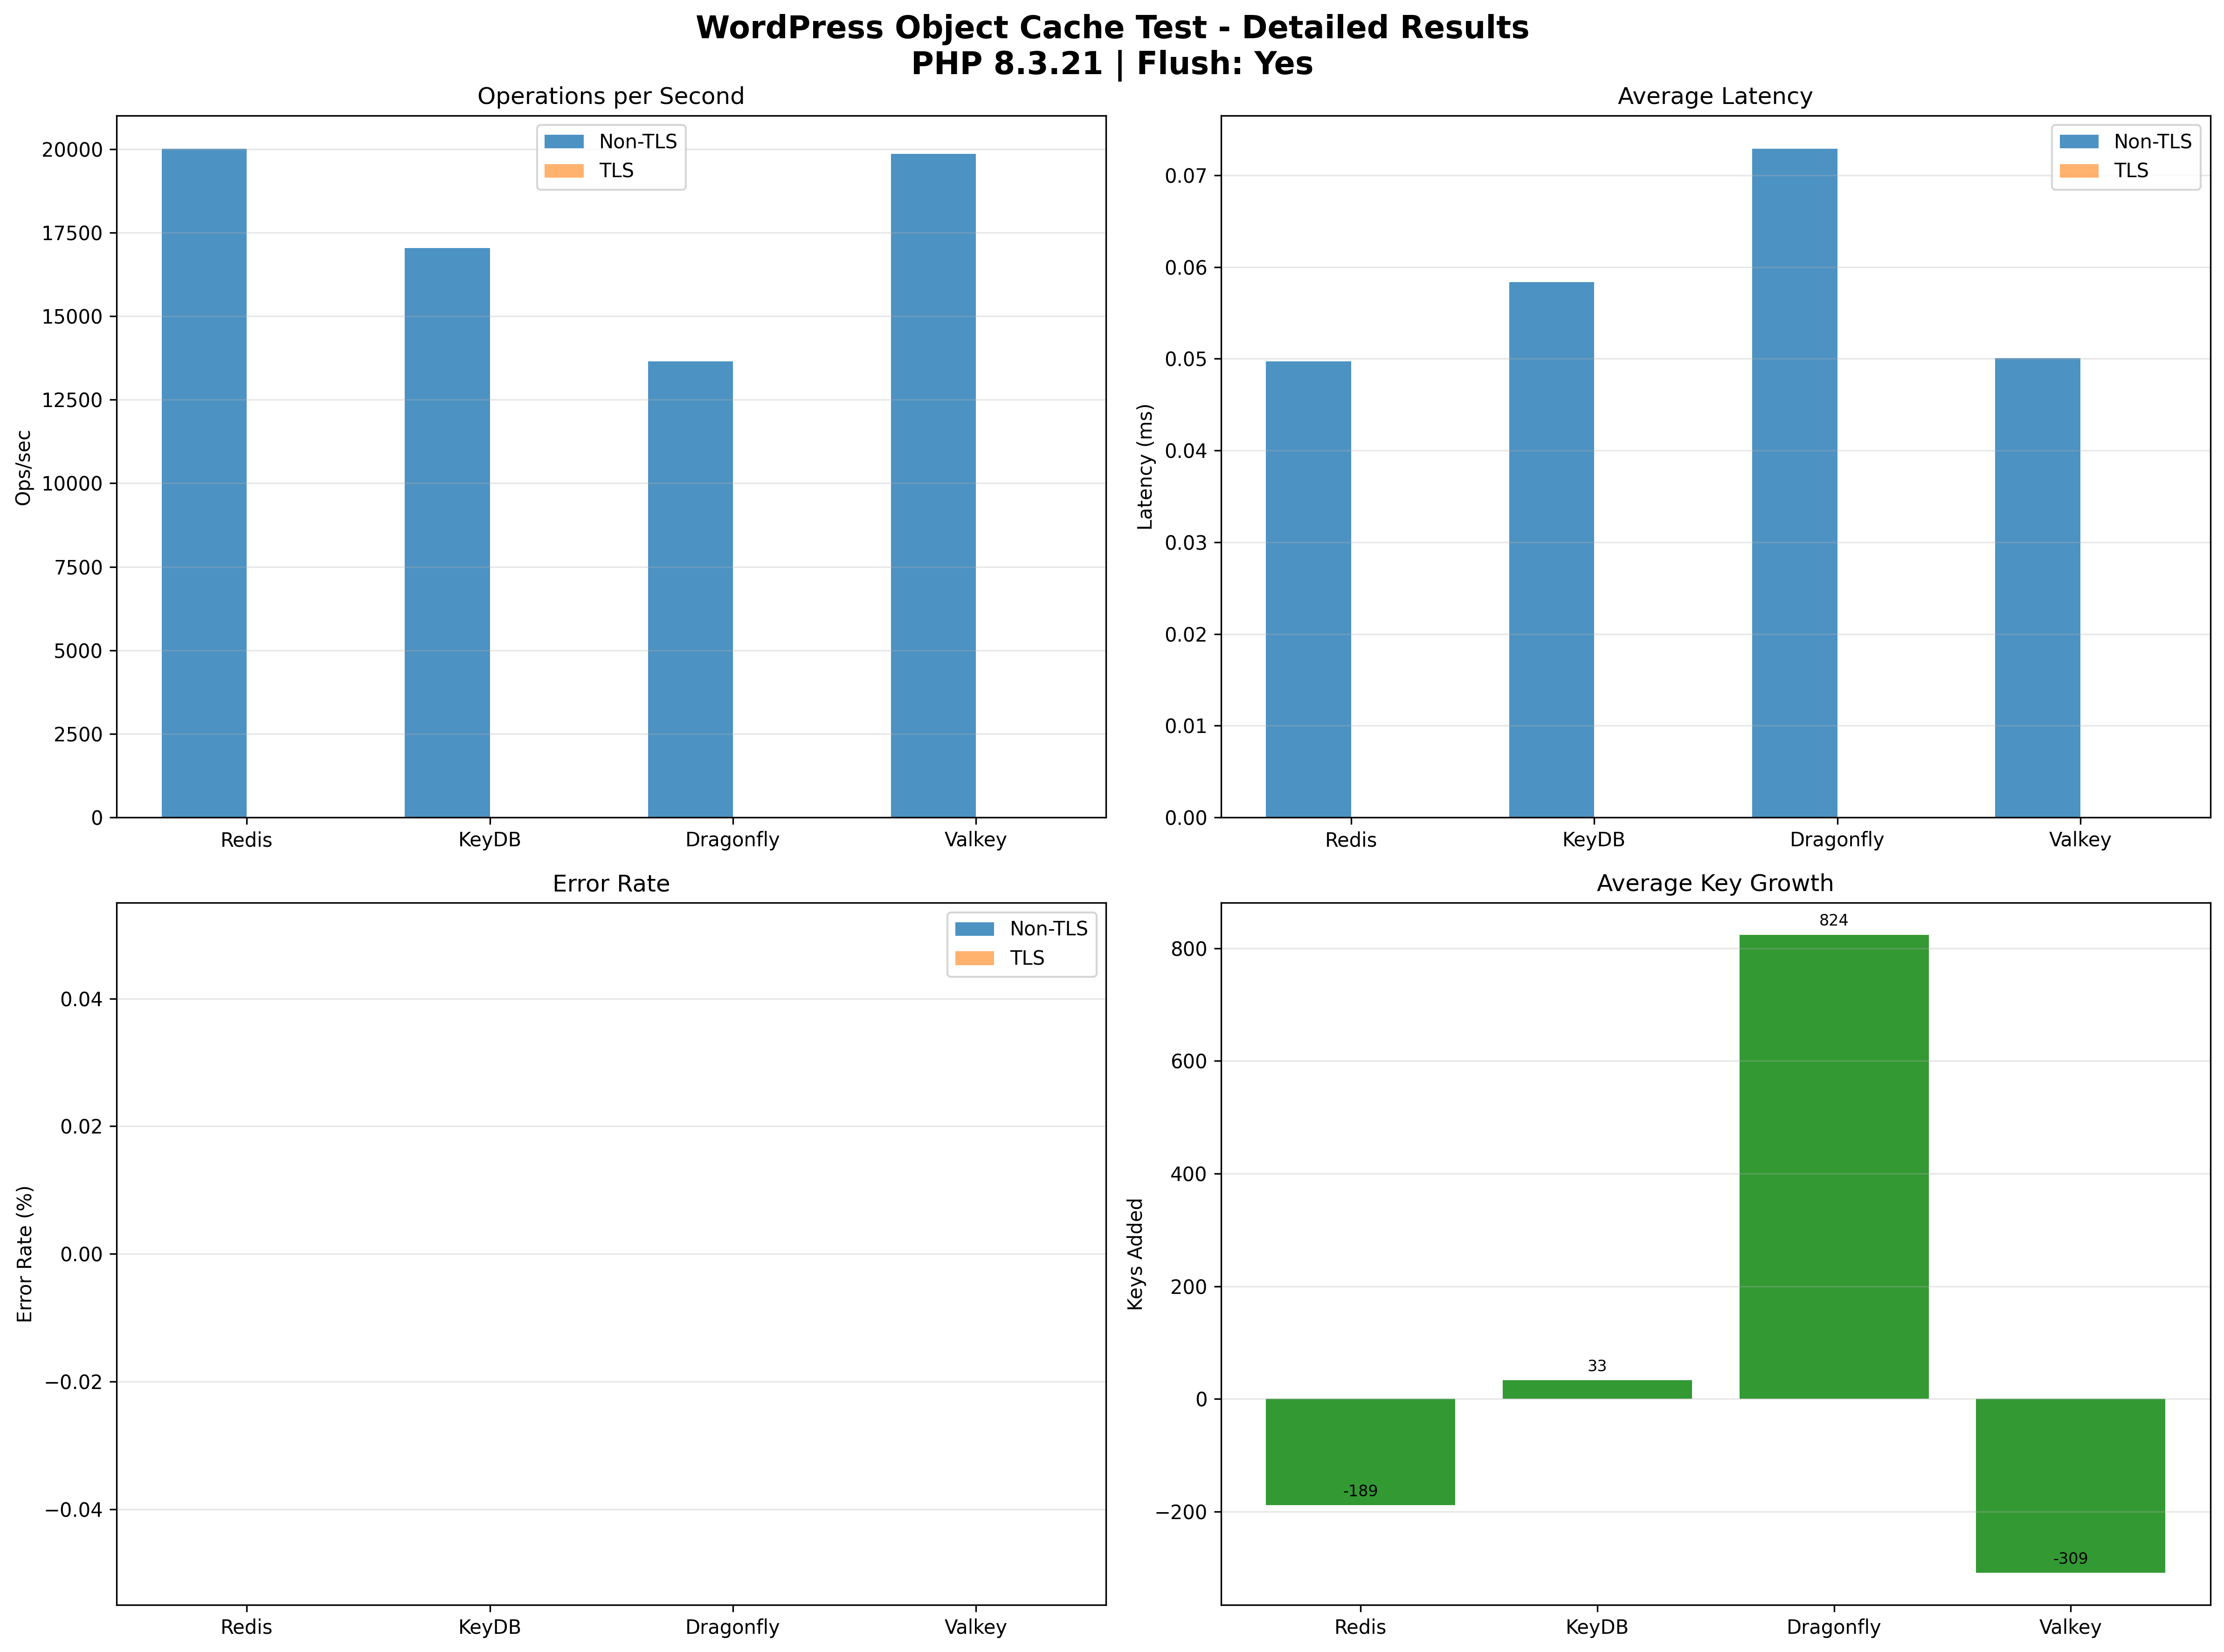 WordPress Object Cache Test - Detailed Results
PHP 8.3.21 | Flush: Yes
Operations per Second
Ops/sec
20000
17500
15000
12500
10000
7500
5000
2500
0
Non-TLS
TLS
Redis KeyDB Dragonfly Valkey
Average Latency
Latency (ms)
0.07
0.06
0.05
0.04
0.03
0.02
0.01
0.00
Non-TLS
TLS
Redis KeyDB Dragonfly Valkey
Error Rate
Error Rate (%)
0.04
0.02
0.00
−0.02
−0.04
Non-TLS
TLS
Redis KeyDB Dragonfly Valkey
Average Key Growth
Keys Added
800
600
400
200
0
−200
-189
33
824
-309
Redis KeyDB Dragonfly Valkey